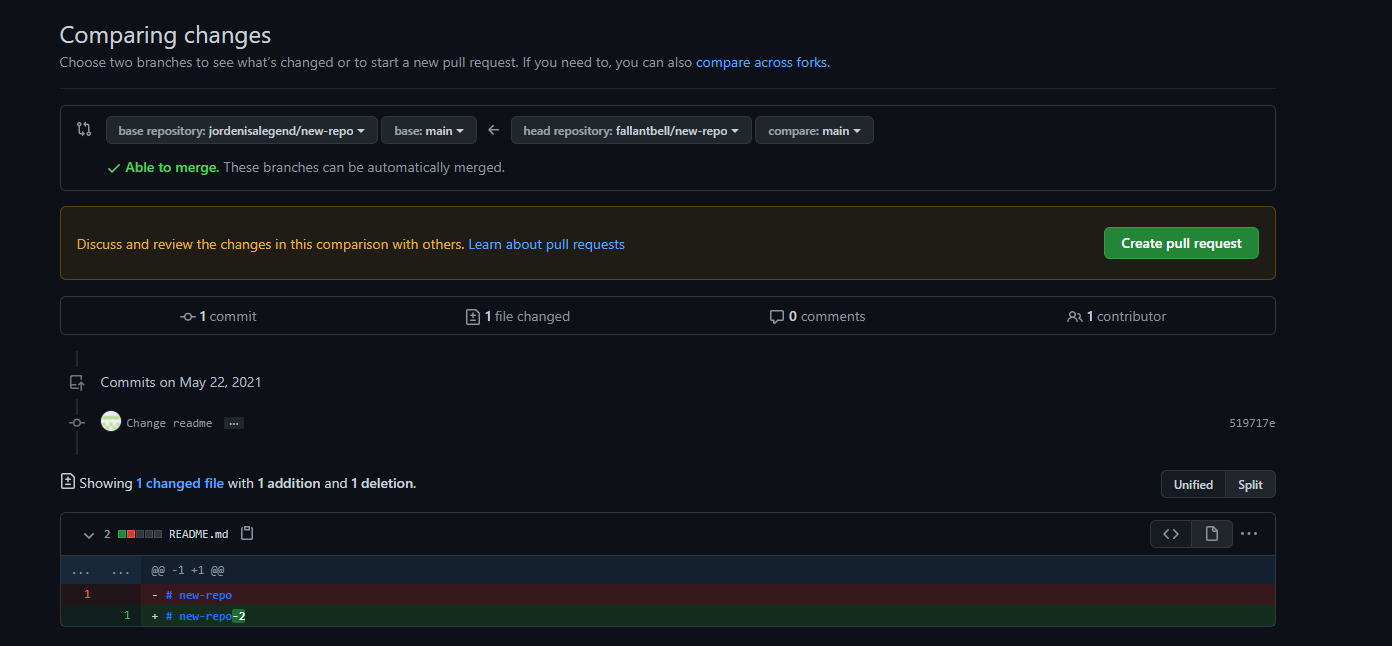 Comparing changes
Choose two branches to see what's changed or to start a new pull request. If you need to, you can also compare across forks.
base repository: jordenisalegend/new-repo base: main head repository: fallantbell/new-repo compare: main
Able to merge. These branches can be automatically merged.
Discuss and review the changes in this comparison with others. Learn about pull requests
Create pull request
1 commit 1 file changed 0 comments 1 contributor
Commits on May 22, 2021
Change readme ... 519717e
Showing 1 changed file with 1 addition and 1 deletion.
Unified Split
2 README.md
... ... @@ -1 +1 @@
1 - # new-repo
1 + # new-repo-2